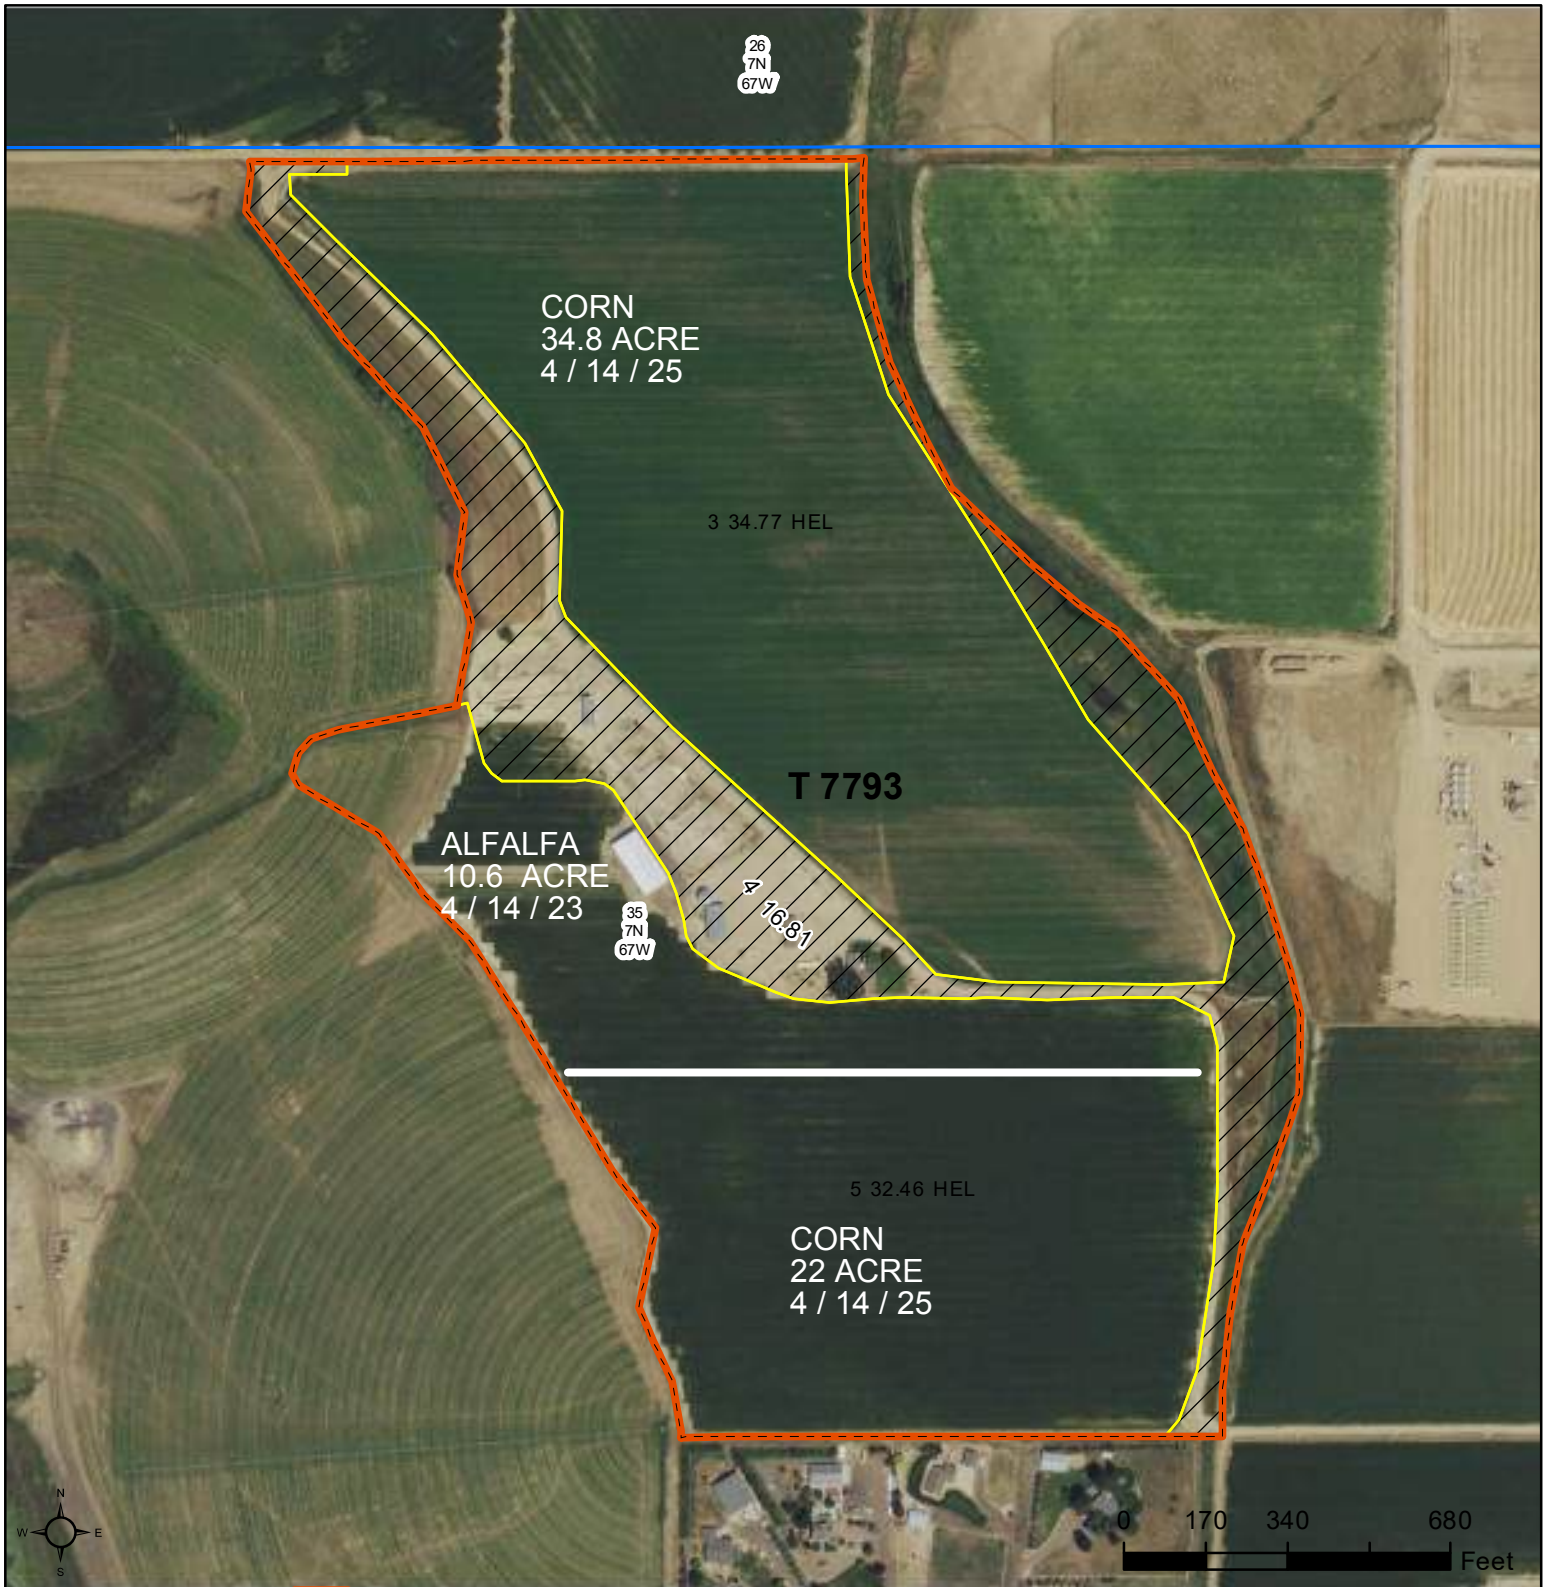 26
7N
67W
CORN
34.8 ACRE
4 / 14 / 25
3 34.77 HEL
T 7793
ALFALFA
10.6 ACRE
4 / 14 / 23
4 16.81
35
7N
67W
5 32.46 HEL
CORN
22 ACRE
4 / 14 / 25
N
W E
S
0 170 340 680
Feet